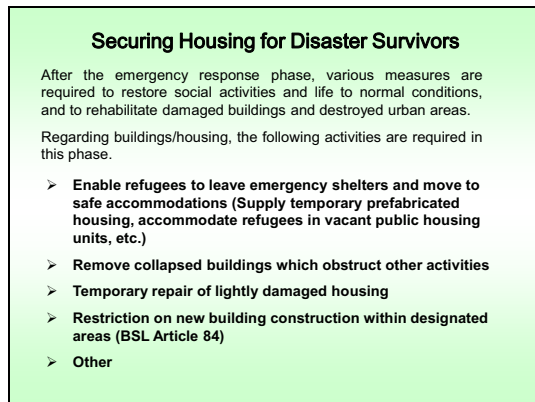 Securing Housing for Disaster Survivors
After the emergency response phase, various measures are
required to restore social activities and life to normal conditions,
and to rehabilitate damaged buildings and destroyed urban areas.
Regarding buildings/housing, the following activities are required in
this phase.
➢ Enable refugees to leave emergency shelters and move to
safe accommodations (Supply temporary prefabricated
housing, accommodate refugees in vacant public housing
units, etc.)
➢ Remove collapsed buildings which obstruct other activities
➢ Temporary repair of lightly damaged housing
➢ Restriction on new building construction within designated
areas (BSL Article 84)
➢ Other